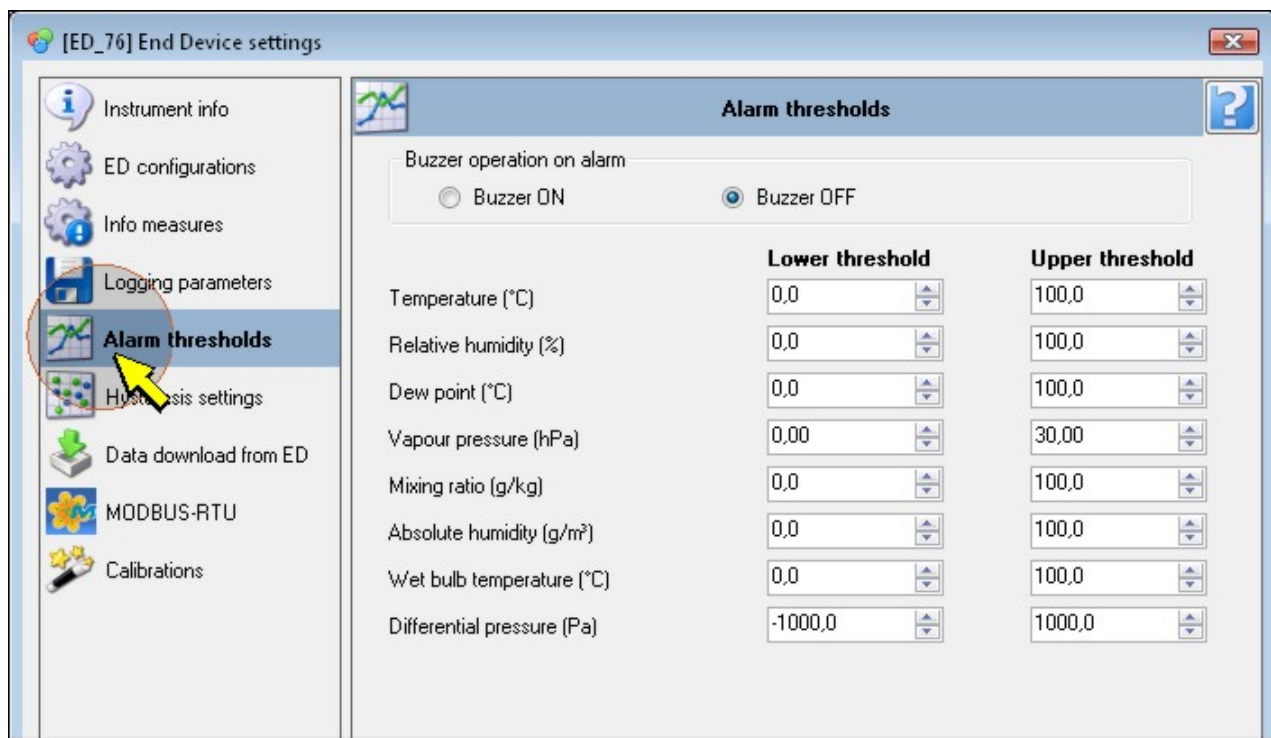 [ED_76] End Device settings
Instrument info
ED configurations
Info measures
Logging parameters
Alarm thresholds
settings
Data download from ED
MODBUS-RTU
Calibrations
Alarm thresholds
Buzzer operation on alarm
Buzzer ON Buzzer OFF
Lower threshold Upper threshold
Temperature (°C) 0,0 100,0
Relative humidity (%) 0,0 100,0
Dew point (°C) 0,0 100,0
Vapour pressure (hPa) 0,00 30,00
Mixing ratio (g/kg) 0,0 100,0
Absolute humidity (g/m³) 0,0 100,0
Wet bulb temperature (°C) 0,0 100,0
Differential pressure (Pa) -1000,0 1000,0